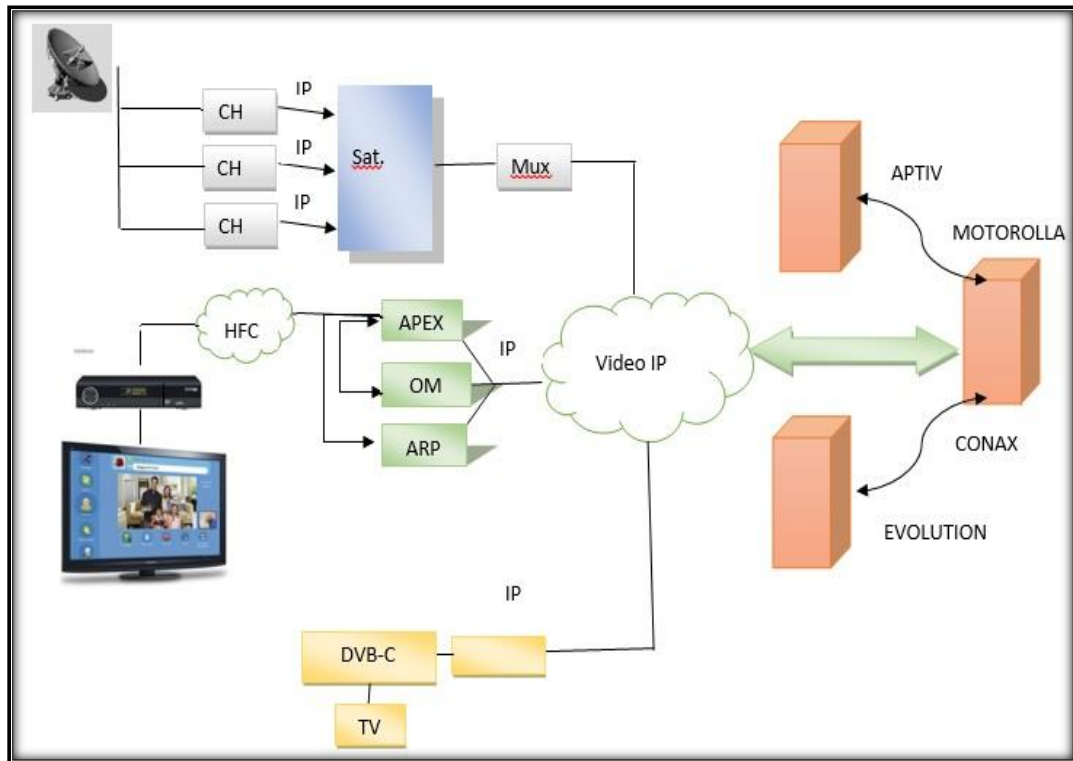 IP
CH
IP
CH
IP
CH
Sat.
Mux
APTIV
MOTOROLLA
HFC
APEX
IP
OM
ARP
Video IP
CONAX
EVOLUTION
IP
DVB-C
TV